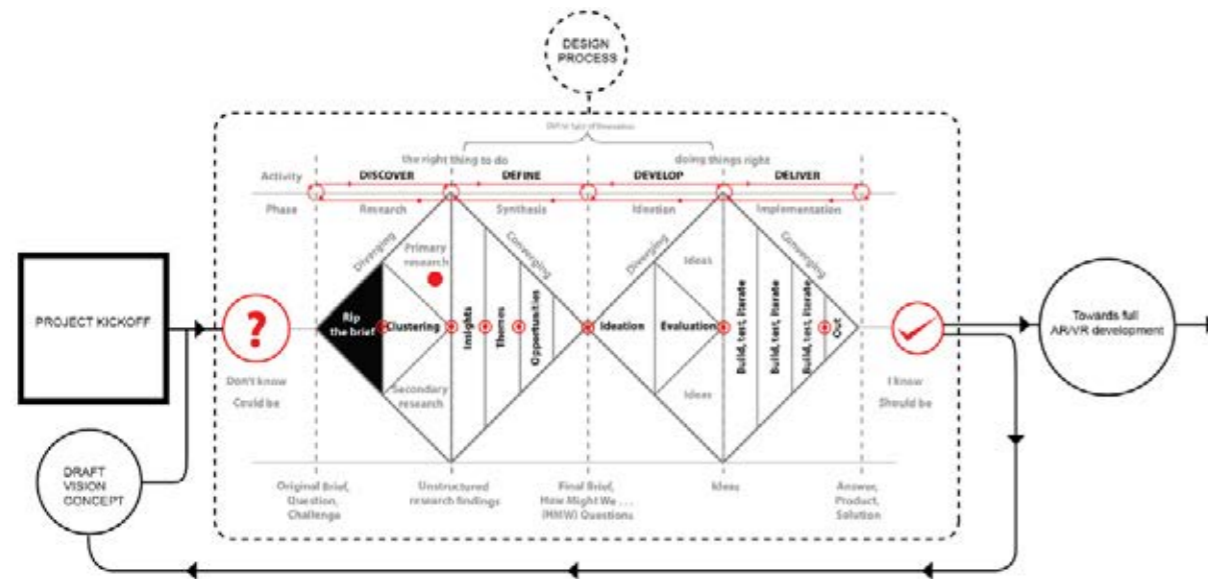 DESIGN
PROCESS
the right thing to do
doing things right
Activity
DISCOVER
DEFINE
DEVELOP
DELIVER
Phase
Research
Synthesis
Ideation
Implementation
Diverging
Converging
Diverging
Converging
Primary
research
Ideas
PROJECT KICKOFF
?
Rip
the brief
Clustering
Insights
Themes
Opportunities
Ideation
Evaluation
Build, test, iterate
Build, test, iterate
Build, test, iterate
Out
Towards full
AR/VR development
Don't know
Could be
Secondary
research
Ideas
I know
Should be
DRAFT
VISION
CONCEPT
Original Brief,
Question,
Challenge
Unstructured
research findings
Final Brief,
How Might We ...
(HMW) Questions
Ideas
Answer,
Product,
Solution